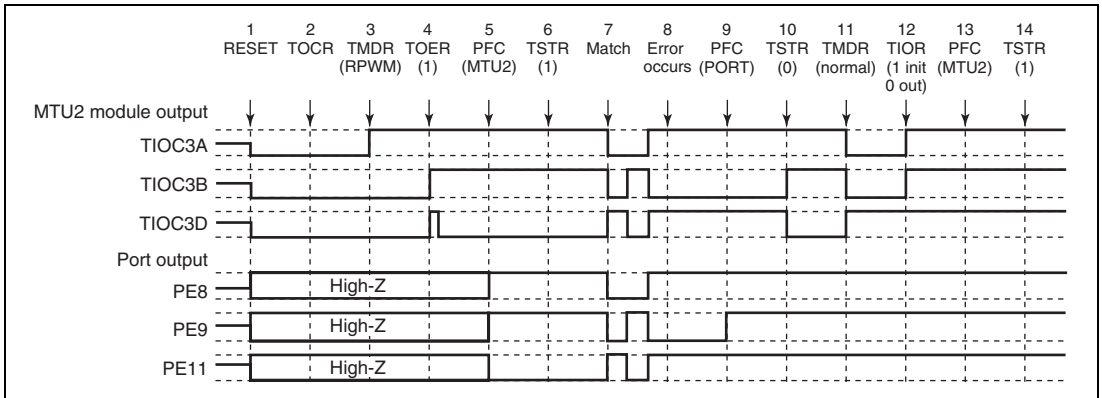 1 2 3 4 5 6 7 8 9 10 11 12 13 14
RESET TOCR TMDR TOER PFC TSTR Match Error PFC TSTR TMDR TIOR PFC TSTR
(RPWM) (1) (MTU2) (1) occurs (PORT) (0) (normal) (1 init (MTU2) (1)
0 out)
MTU2 module output
TIOC3A
TIOC3B
TIOC3D
Port output
PE8 High-Z
PE9 High-Z
PE11 High-Z